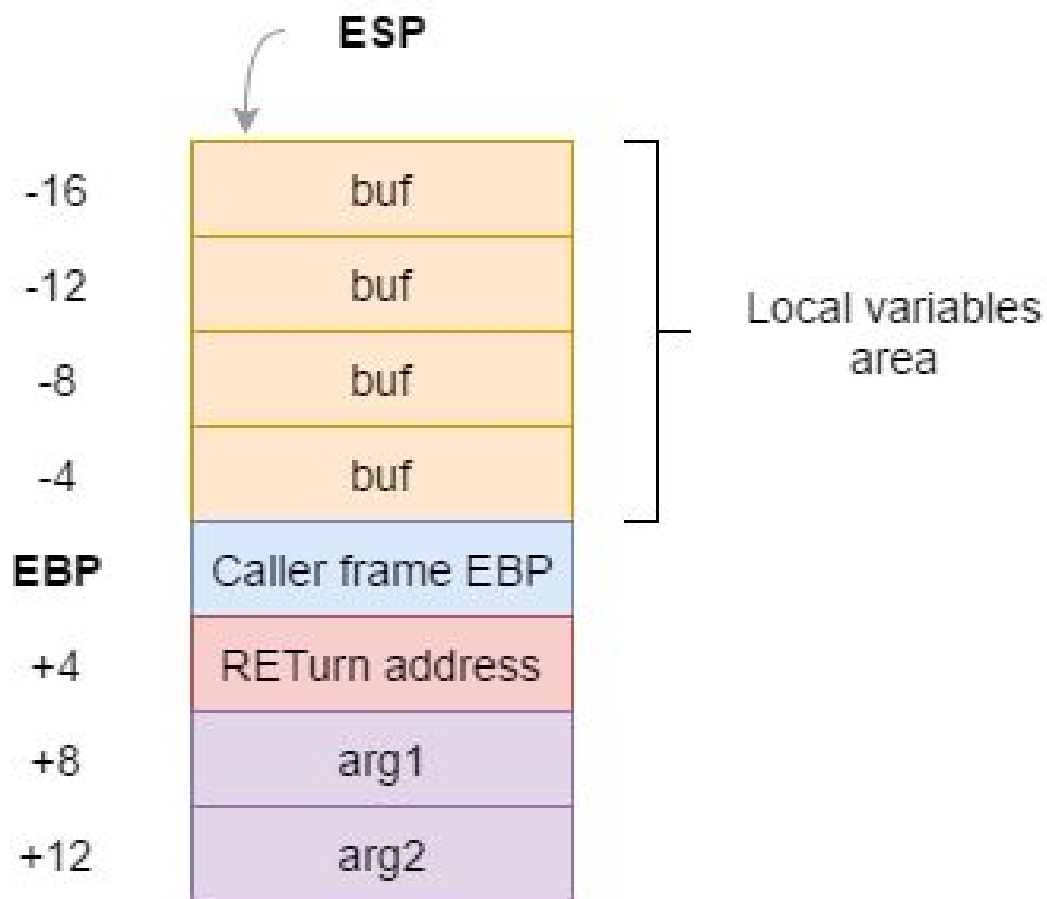 ESP
-16 buf
-12 buf
-8 buf
-4 buf
Local variables
area
EBP Caller frame EBP
+4 RETurn address
+8 arg1
+12 arg2